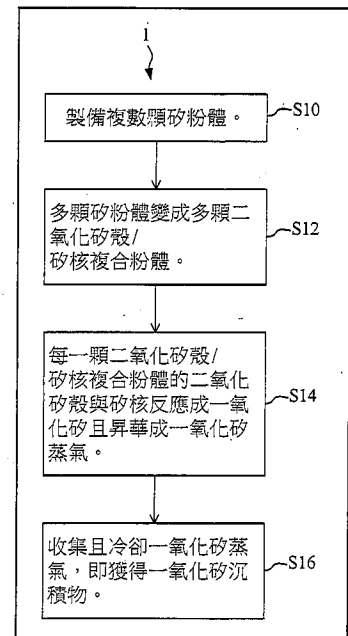 1
製備複數顆矽粉體。
S10
多顆矽粉體變成多顆二
氧化矽殼/
矽核複合粉體。
S12
每一顆二氧化矽殼/
矽核複合粉體的二氧化
矽殼與矽核反應成一氧
化矽且昇華成一氧化矽
蒸氣。
S14
收集且冷卻一氧化矽蒸
氣，即獲得一氧化矽沉
積物。
S16